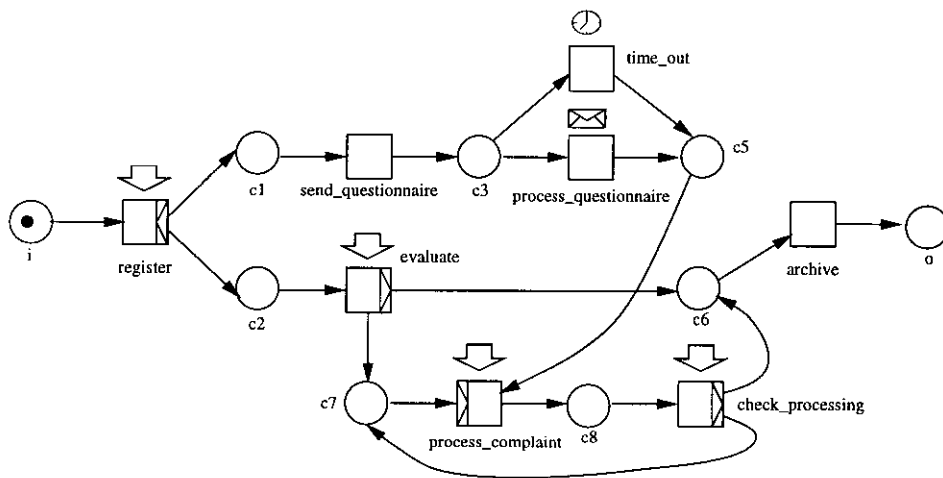 time_out
c5
c1
send_questionnaire
c3
process_questionnaire
i
register
evaluate
archive
o
c2
c6
c7
process_complaint
c8
check_processing